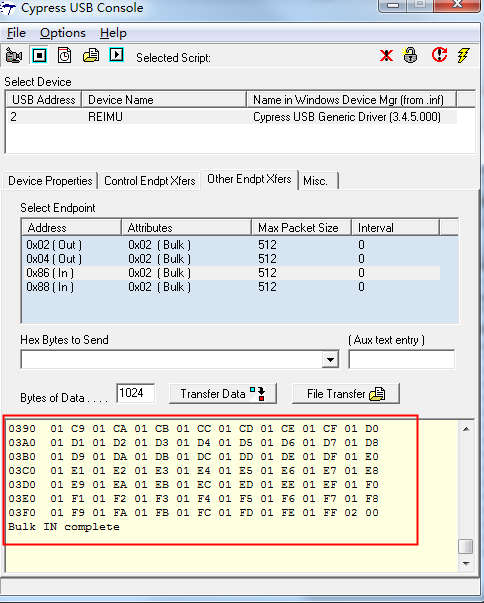 Cypress USB Console
File Options Help
Selected Script:
Select Device
USB Address Device Name Name in Windows Device Mgr (from .inf)
2 REIMU Cypress USB Generic Driver (3.4.5.000)
Device Properties Control Endpt Xfers Other Endpt Xfers Misc.
Select Endpoint
Address Attributes Max Packet Size Interval
0x02 ( Out ) 0x02 ( Bulk ) 512 0
0x04 ( Out ) 0x02 ( Bulk ) 512 0
0x86 ( In ) 0x02 ( Bulk ) 512 0
0x88 ( In ) 0x02 ( Bulk ) 512 0
Hex Bytes to Send ( Aux text entry )
Bytes of Data . . . . 1024 Transfer Data File Transfer
0390 01 C9 01 CA 01 CB 01 CC 01 CD 01 CE 01 CF 01 D0
03A0 01 D1 01 D2 01 D3 01 D4 01 D5 01 D6 01 D7 01 D8
03B0 01 D9 01 DA 01 DB 01 DC 01 DD 01 DE 01 DF 01 E0
03C0 01 E1 01 E2 01 E3 01 E4 01 E5 01 E6 01 E7 01 E8
03D0 01 E9 01 EA 01 EB 01 EC 01 ED 01 EE 01 EF 01 F0
03E0 01 F1 01 F2 01 F3 01 F4 01 F5 01 F6 01 F7 01 F8
03F0 01 F9 01 FA 01 FB 01 FC 01 FD 01 FE 01 FF 02 00
Bulk IN complete